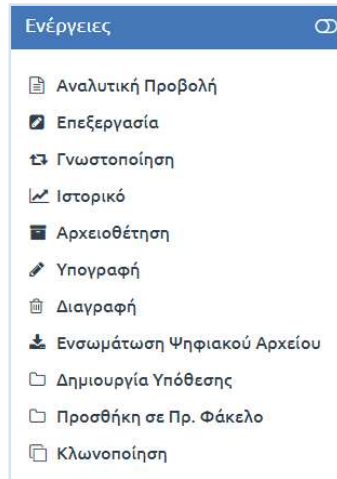 Ενέργειες
Αναλυτική Προβολή
Επεξεργασία
Γνωστοποίηση
Ιστορικό
Αρχειοθέτηση
Υπογραφή
Διαγραφή
Ενσωμάτωση Ψηφιακού Αρχείου
Δημιουργία Υπόθεσης
Προσθήκη σε Πρ. Φάκελο
Κλωνοποίηση